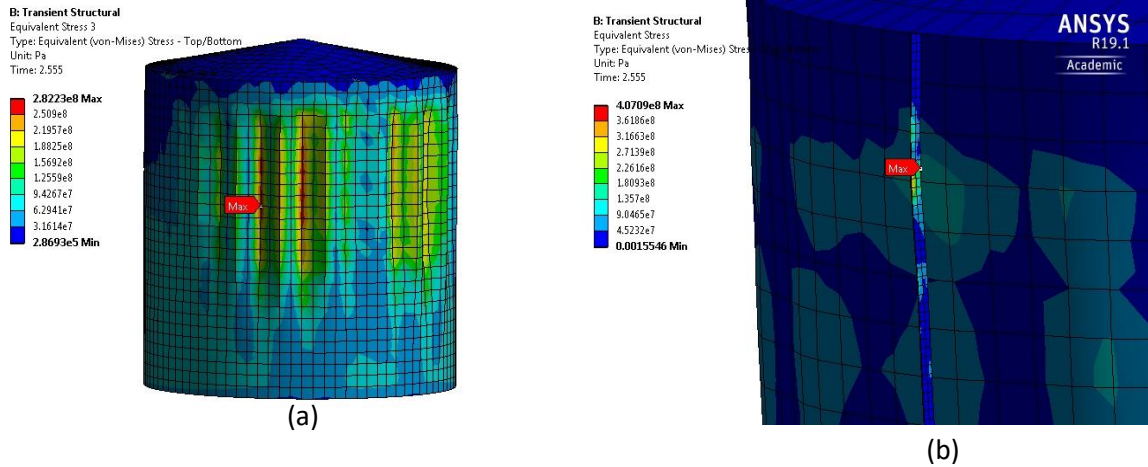 B: Transient Structural
Equivalent Stress 3
Type: Equivalent (von-Mises) Stress - Top/Bottom
Unit: Pa
Time: 2.555
2.8223e8 Max
2.509e8
2.1957e8
1.8825e8
1.5692e8
1.2559e8
9.4267e7
6.2941e7
3.1614e7
2.8693e5 Min
Max
(a)
B: Transient Structural
Equivalent Stress
Type: Equivalent (von-Mises) Stres
Unit: Pa
Time: 2.555
4.0709e8 Max
3.6186e8
3.1663e8
2.7139e8
2.2616e8
1.8093e8
1.357e8
9.0465e7
4.5232e7
0.0015546 Min
Max
ANSYS
R19.1
Academic
(b)